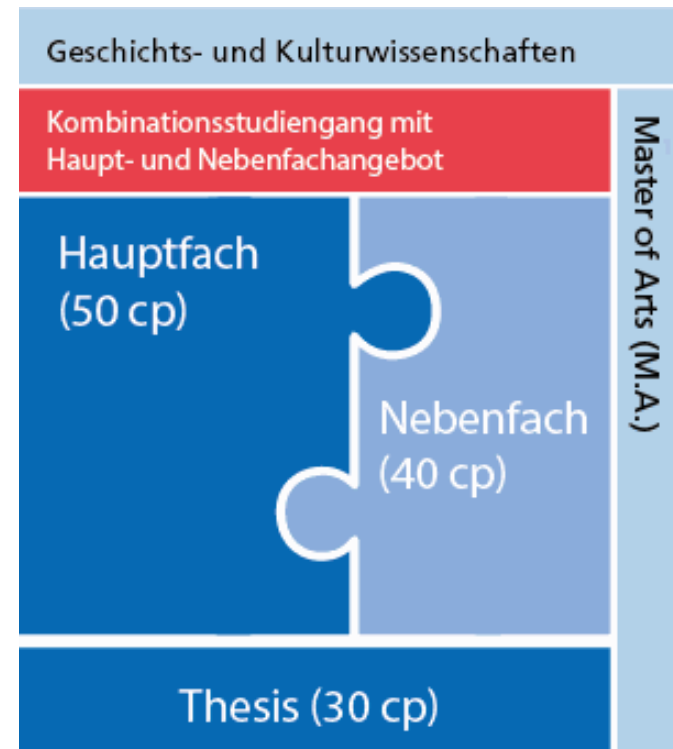 Geschichts- und Kulturwissenschaften
Kombinationsstudiengang mit
Haupt- und Nebenfachangebot
Master of Arts (M.A.)
Hauptfach
(50 cp)
Nebenfach
(40 cp)
Thesis (30 cp)